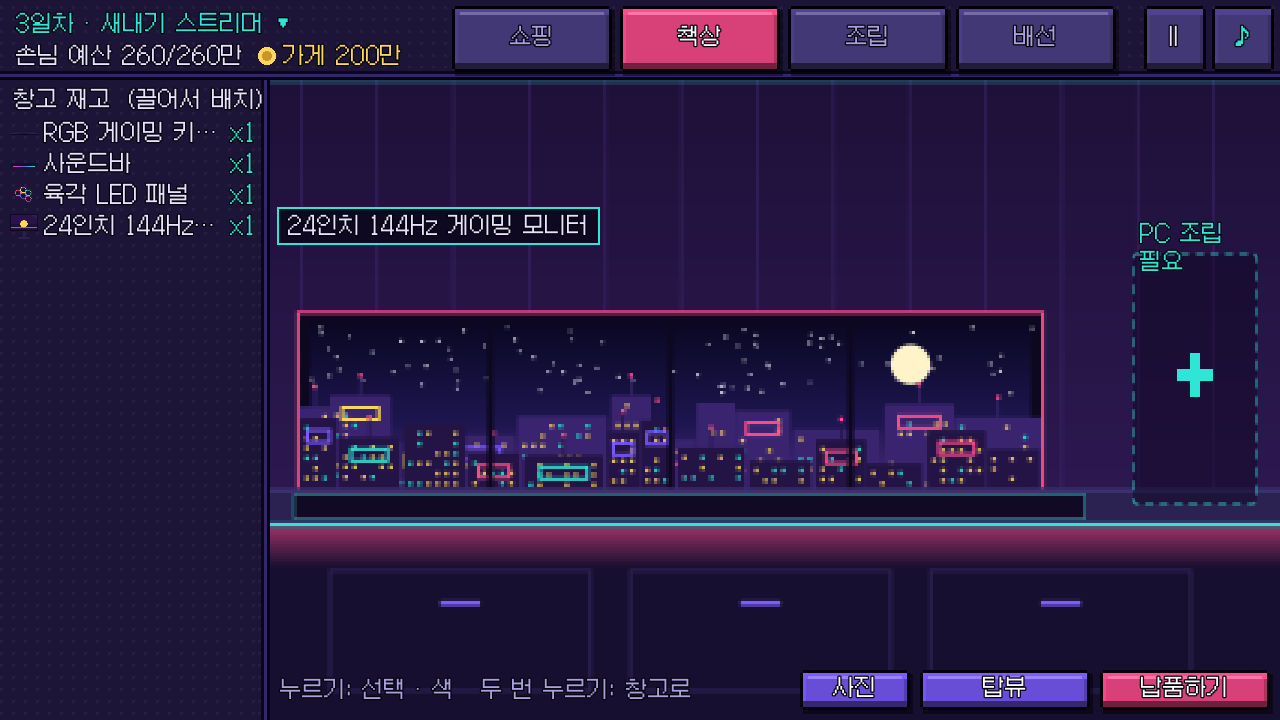 3일차 · 새내기 스트리머 ▼
손님 예산 260/260만 가게 200만
쇼핑
책상
조립
배선
창고 재고 (끌어서 배치)
RGB 게이밍 키… x1
사운드바 x1
육각 LED 패널 x1
24인치 144Hz… x1
24인치 144Hz 게이밍 모니터
PC 조립
필요
누르기: 선택 · 색 두 번 누르기: 창고로
사진
탑뷰
납품하기